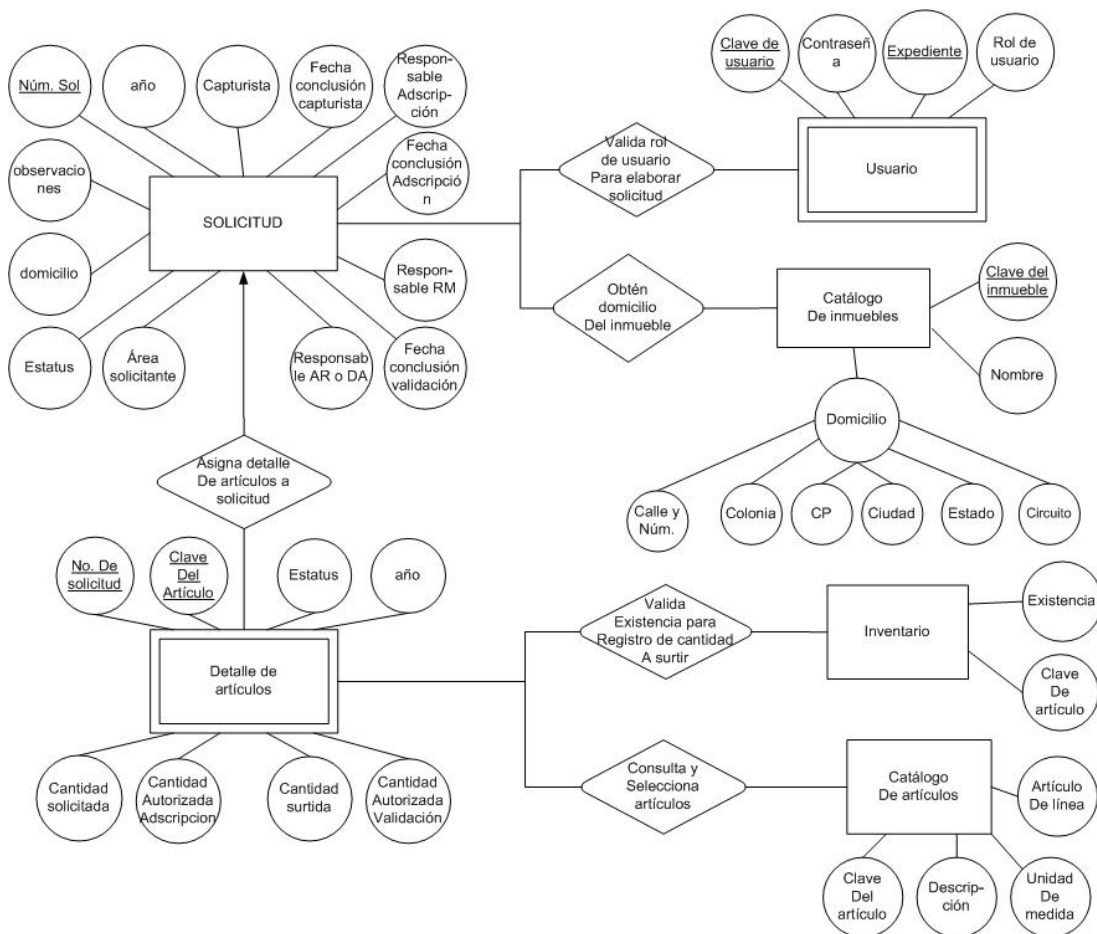 Núm. Sol
año
Capturista
Fecha
conclusión
capturista
Respon-
sable
Adscrip-
ción
Clave de
usuario
Contraseñ
a
Expediente
Rol de
usuario
observacio
nes
Fecha
conclusión
Adscripció
n
SOLICITUD
Valida rol
de usuario
Para elaborar
solicitud
Usuario
domicilio
Respon-
sable RM
Obtén
domicilio
Del inmueble
Catálogo
De inmuebles
Clave del
inmueble
Nombre
Estatus
Área
solicitante
Responsab
le AR o DA
Fecha
conclusión
validación
Domicilio
Asigna detalle
De artículos a
solicitud
Calle y
Núm.
Colonia
CP
Ciudad
Estado
Circuito
No. De
solicitud
Clave
Del
Artículo
Estatus
año
Valida
Existencia para
Registro de cantidad
A surtir
Inventario
Existencia
Clave
De
artículo
Detalle de
artículos
Cantidad
solicitada
Cantidad
Autorizada
Adscripcion
Cantidad
surtida
Cantidad
Autorizada
Validación
Consulta y
Selecciona
artículos
Catálogo
De artículos
Artículo
De línea
Clave
Del
artículo
Descrip-
ción
Unidad
De
medida